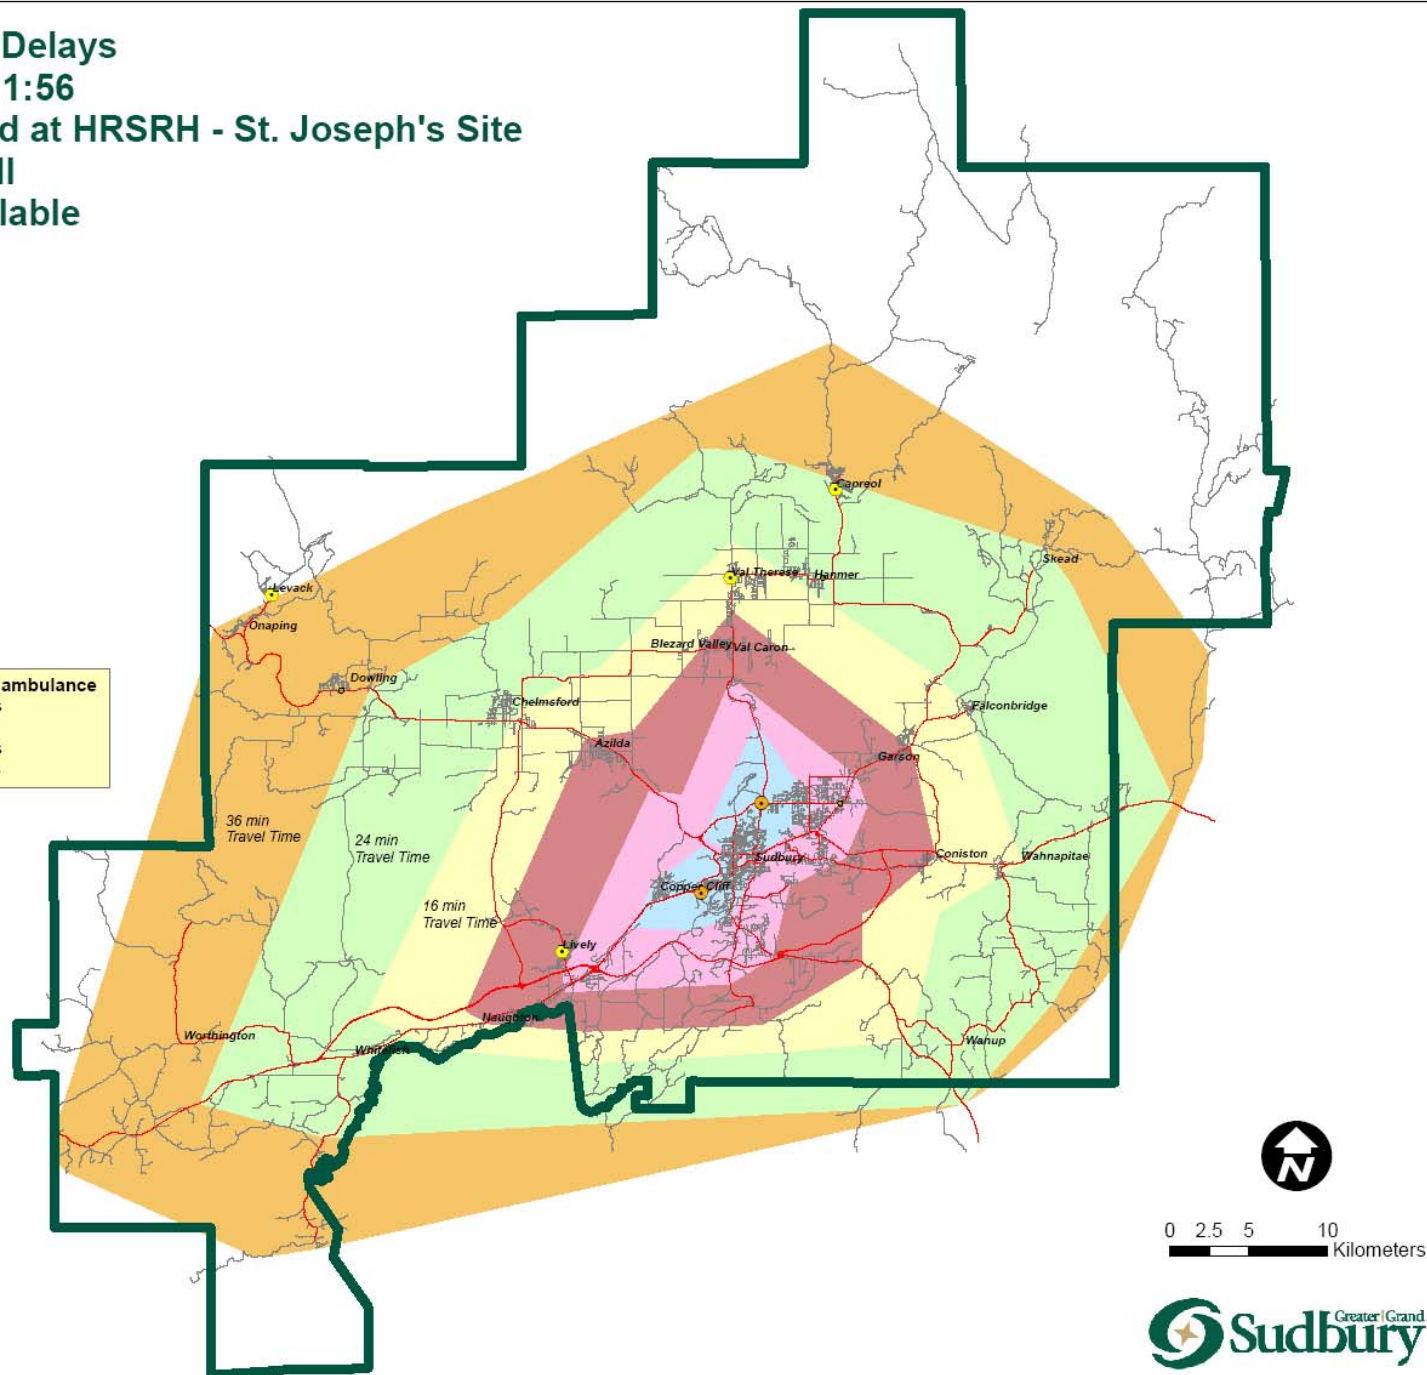 Delays
1:56
d at HRSRH - St. Joseph's Site
ll
lable
Capreol
Skead
Val Therese
Hanmer
Levack
Onaping
Blezard Valley
Val Caron
Dowling
ambulance
Chelmsford
Falconbridge
Azilda
Garson
36 min
Travel Time
24 min
Travel Time
Sudbury
Coniston
Wahnapitae
Copper Cliff
16 min
Travel Time
Lively
Naughton
Worthington
Whitefish
Wanup
N
0 2.5 5 10
Kilometers
Greater|Grand
Sudbury